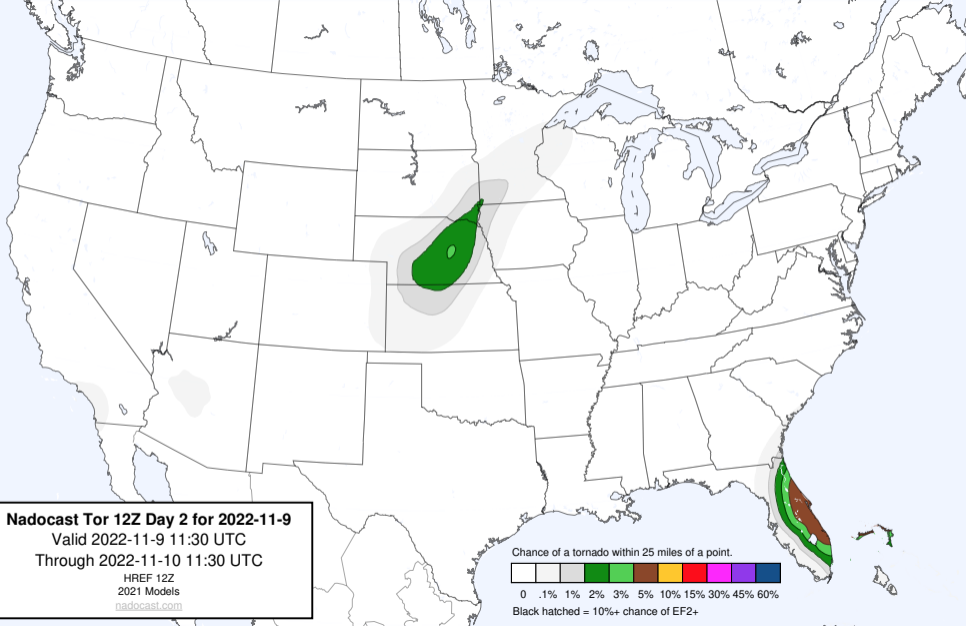 Nadocast Tor 12Z Day 2 for 2022-11-9
Valid 2022-11-9 11:30 UTC
Through 2022-11-10 11:30 UTC
HREF 12Z
2021 Models
nadocast.com
Chance of a tornado within 25 miles of a point.
0 .1% 1% 2% 3% 5% 10% 15% 30% 45% 60%
Black hatched = 10%+ chance of EF2+